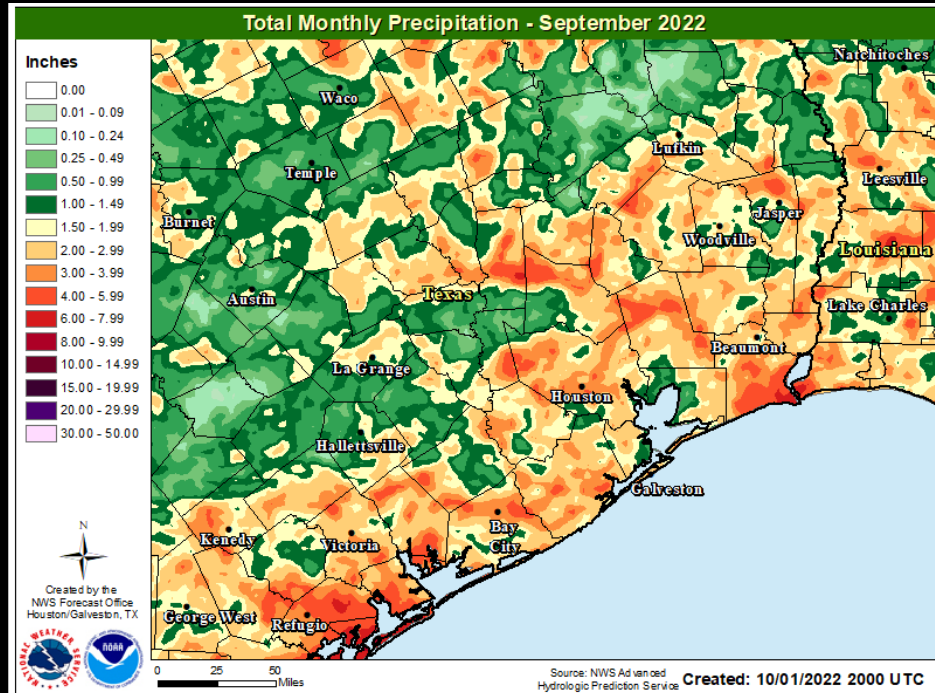 Total Monthly Precipitation - September 2022
Inches
0.00
0.01 - 0.09
0.10 - 0.24
0.25 - 0.49
0.50 - 0.99
1.00 - 1.49
1.50 - 1.99
2.00 - 2.99
3.00 - 3.99
4.00 - 5.99
6.00 - 7.99
8.00 - 9.99
10.00 - 14.99
15.00 - 19.99
20.00 - 29.99
30.00 - 50.00
Natchitoches
Waco
Lufkin
Temple
Leesville
Burnet
Jasper
Woodville
Louisiana
Austin
Texas
Lake Charles
Beaumont
La Grange
Houston
Hallettsville
Galveston
Kenedy
Victoria
Bay
City
George West
Refugio
N
Created by the
NWS Forecast Office
Houston/Galveston, TX
NATIONAL WEATHER SERVICE
NOAA
0 25 50
Miles
Source: NWS Advanced
Hydrologic Prediction Service
Created: 10/01/2022 2000 UTC